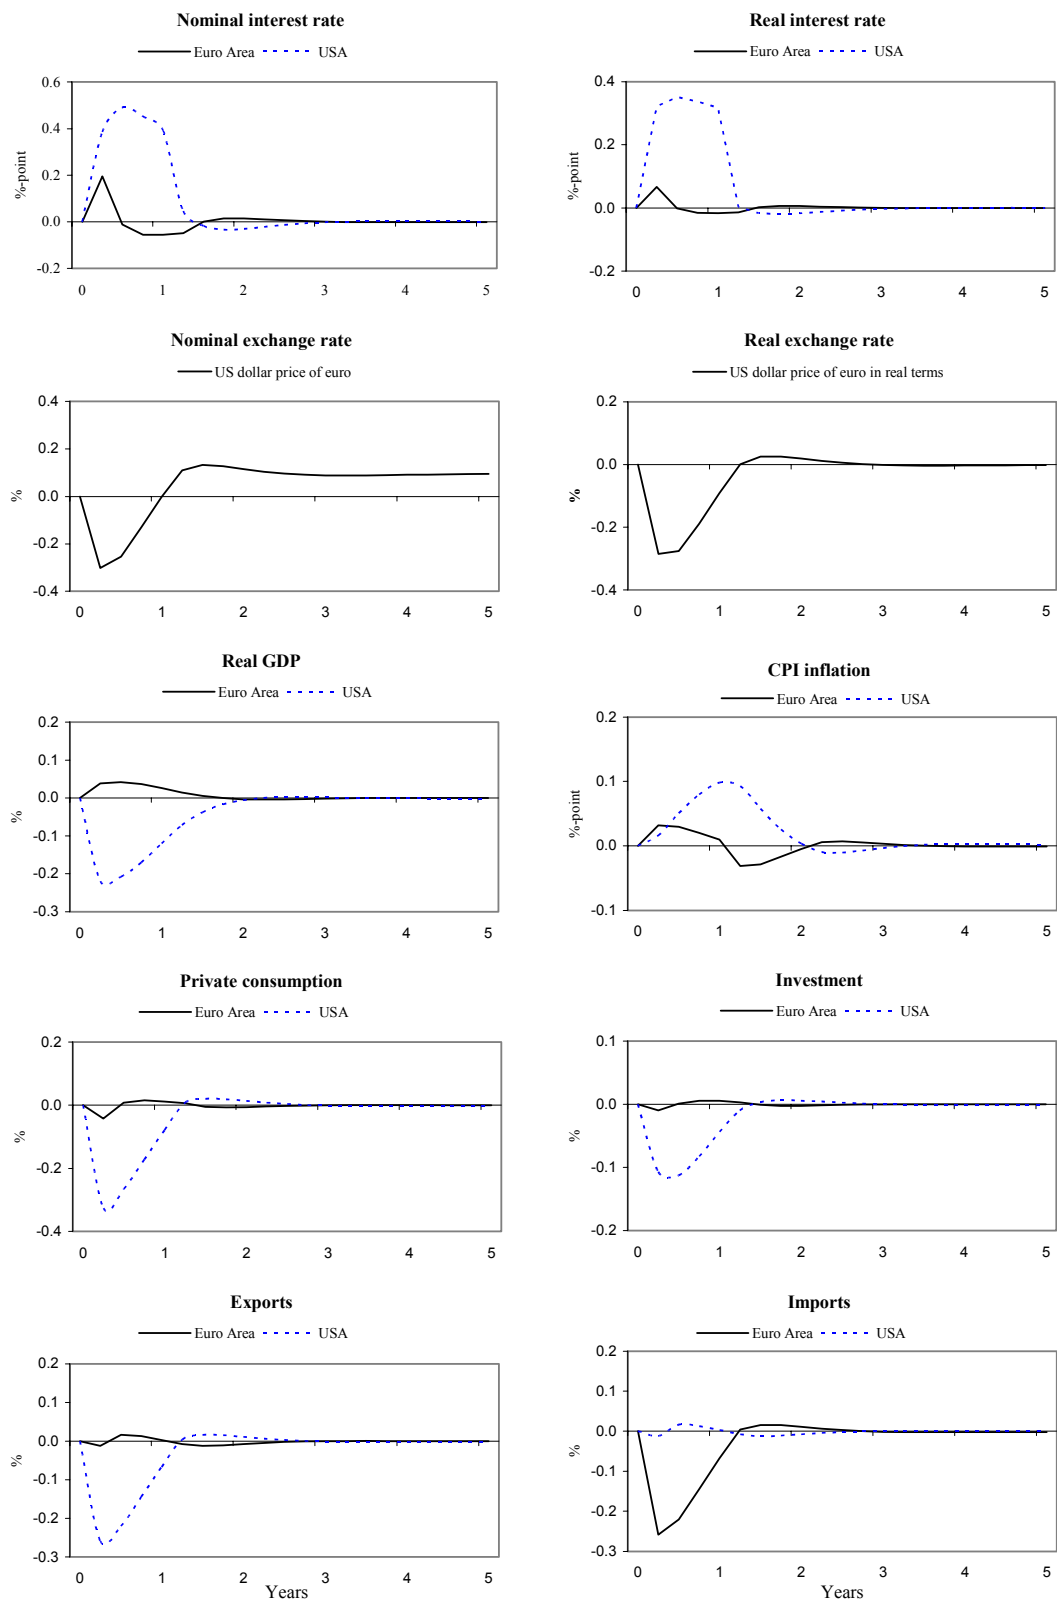 Nominal interest rate
Euro Area USA
%-point
0.6
0.4
0.2
0.0
-0.2
0 1 2 3 4 5
Real interest rate
Euro Area USA
%-point
0.4
0.2
0.0
-0.2
0 1 2 3 4 5
Nominal exchange rate
US dollar price of euro
%
0.4
0.2
0.0
-0.2
-0.4
0 1 2 3 4 5
Real exchange rate
US dollar price of euro in real terms
%
0.2
0.0
-0.2
-0.4
0 1 2 3 4 5
Real GDP
Euro Area USA
%
0.2
0.1
0.0
-0.1
-0.2
-0.3
0 1 2 3 4 5
CPI inflation
Euro Area USA
%-point
0.2
0.1
0.0
-0.1
0 1 2 3 4 5
Private consumption
Euro Area USA
%
0.2
0.0
-0.2
-0.4
0 1 2 3 4 5
Investment
Euro Area USA
%
0.1
0.0
-0.1
-0.2
0 1 2 3 4 5
Exports
Euro Area USA
%
0.2
0.1
0.0
-0.1
-0.2
-0.3
0 1 2 3 4 5
Years
Imports
Euro Area USA
%
0.2
0.1
0.0
-0.1
-0.2
-0.3
0 1 2 3 4 5
Years